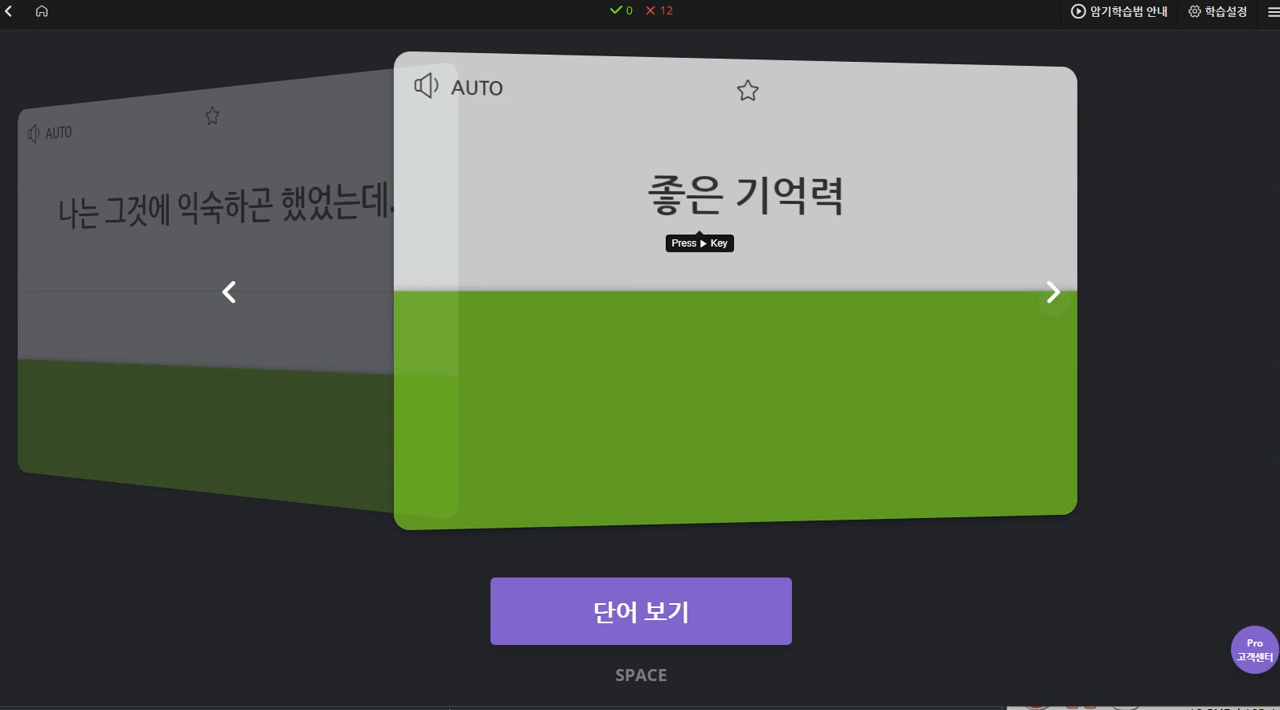 0 12
암기학습법 안내
학습설정
AUTO
AUTO
나는 그것에 익숙하곤 했었는데.
좋은 기억력
Press ▶ Key
단어 보기
SPACE
Pro
고객센터